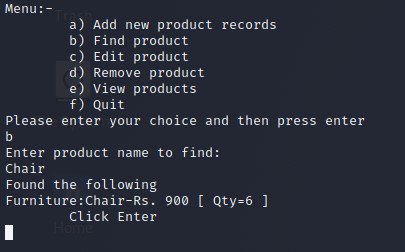 Menu:-
a) Add new product records
b) Find product
c) Edit product
d) Remove product
e) View products
f) Quit
Please enter your choice and then press enter
b
Enter product name to find:
Chair
Found the following
Furniture:Chair-Rs. 900 [ Qty=6 ]
Click Enter
Home